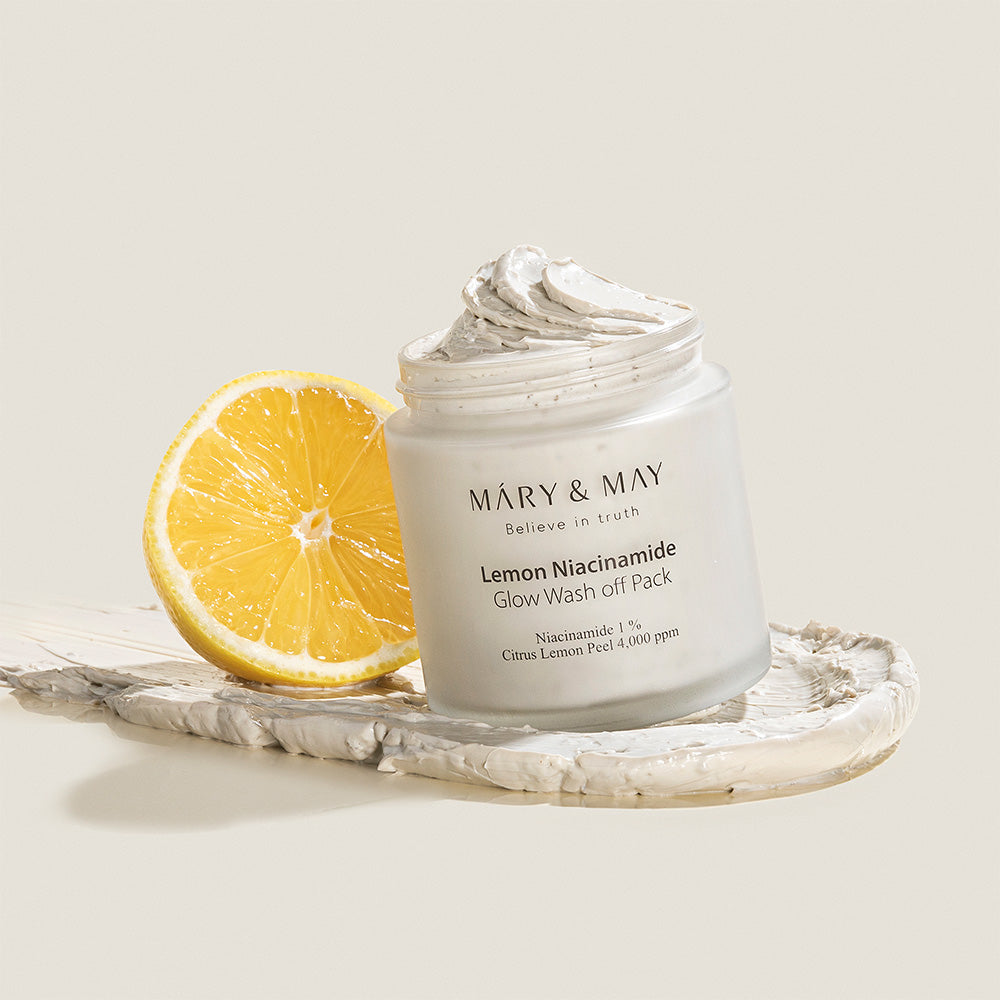 MÁRY & MAY
Believe in truth
Lemon Niacinamide
Glow Wash off Pack
Niacinamide 1 %
Citrus Lemon Peel 4,000 ppm